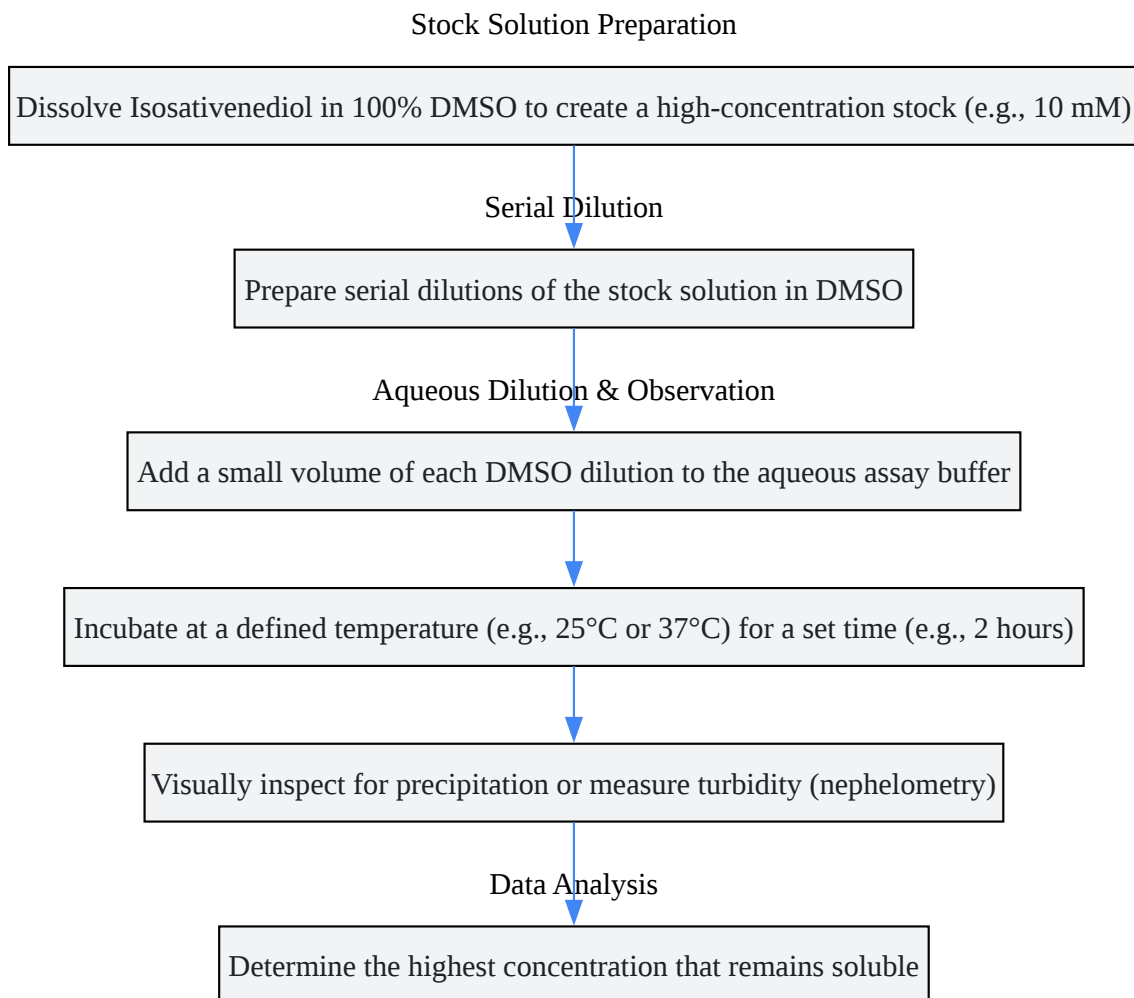 Stock Solution Preparation
Dissolve Isosativenediol in 100% DMSO to create a high-concentration stock (e.g., 10 mM)
Serial Dilution
Prepare serial dilutions of the stock solution in DMSO
Aqueous Dilution & Observation
Add a small volume of each DMSO dilution to the aqueous assay buffer
Incubate at a defined temperature (e.g., 25°C or 37°C) for a set time (e.g., 2 hours)
Visually inspect for precipitation or measure turbidity (nephelometry)
Data Analysis
Determine the highest concentration that remains soluble